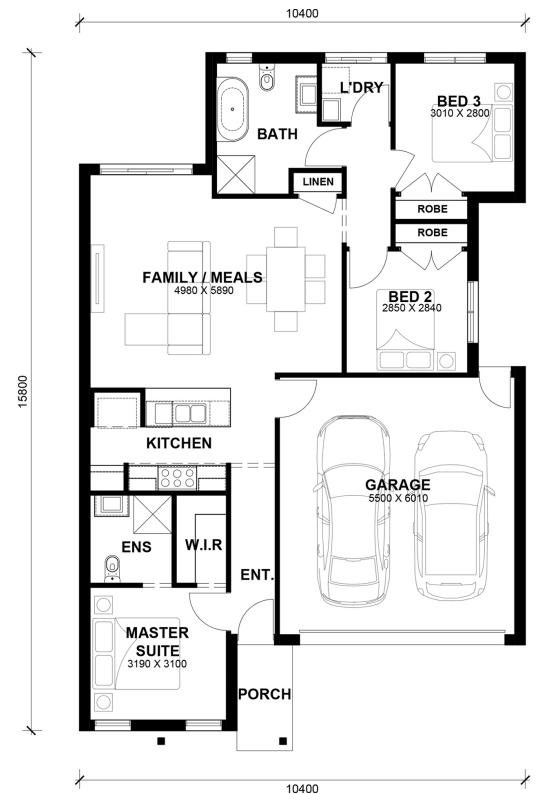 10400
L'DRY
BED 3
3010 X 2800
BATH
LINEN
ROBE
ROBE
FAMILY / MEALS
4980 X 5890
BED 2
2850 X 2840
15800
KITCHEN
GARAGE
5500 X 6010
ENS
W.I.R
ENT.
MASTER
SUITE
3190 X 3100
PORCH
10400